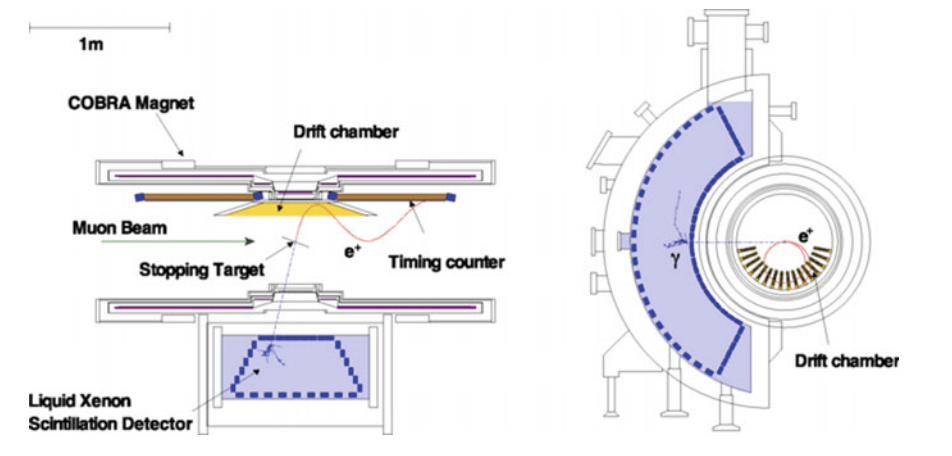 1m
COBRA Magnet
Drift chamber
Muon Beam
e+
Stopping Target
Timing counter
Liquid Xenon
Scintillation Detector
e+
γ
Drift chamber